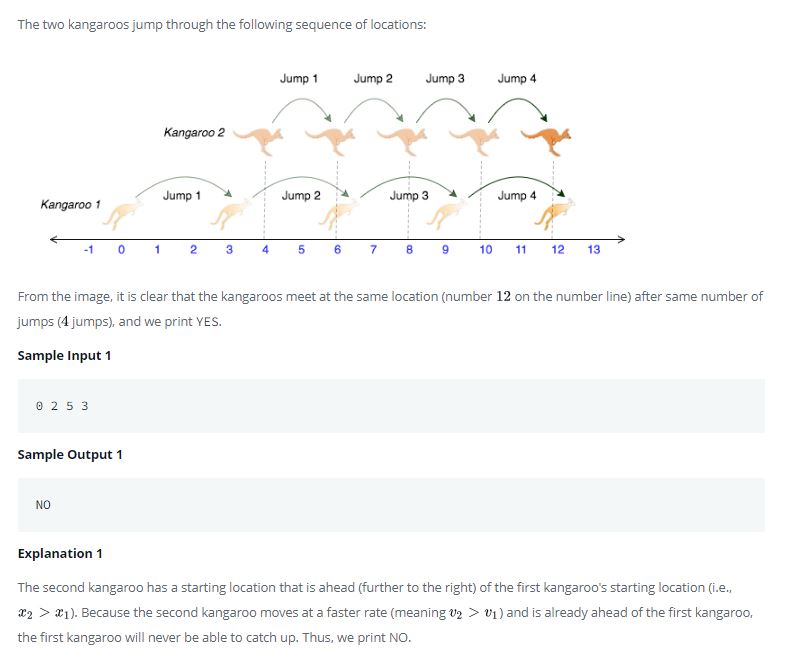 The two kangaroos jump through the following sequence of locations:
Jump 1 Jump 2 Jump 3 Jump 4
Kangaroo 2
Jump 1 Jump 2 Jump 3 Jump 4
Kangaroo 1
-1 0 1 2 3 4 5 6 7 8 9 10 11 12 13
From the image, it is clear that the kangaroos meet at the same location (number 12 on the number line) after same number of
jumps (4 jumps), and we print YES.
Sample Input 1
0 2 5 3
Sample Output 1
NO
Explanation 1
The second kangaroo has a starting location that is ahead (further to the right) of the first kangaroo's starting location (i.e.,
x₂ > x₁). Because the second kangaroo moves at a faster rate (meaning v₂ > v₁) and is already ahead of the first kangaroo,
the first kangaroo will never be able to catch up. Thus, we print NO.